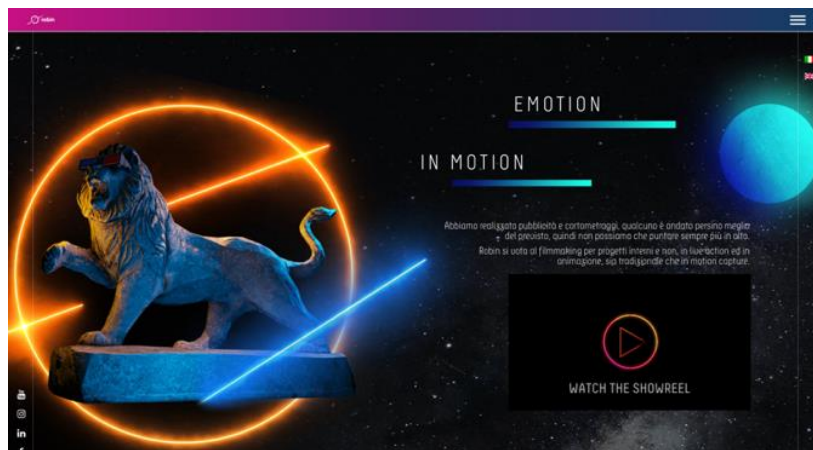 robin
EMOTION
IN MOTION
Abbiamo realizzato pubblicità e cortometraggi, qualcuno è andato persino meglio
del previsto, quindi non possiamo che puntare sempre più in alto.
Robin si vota al filmmaking per progetti interni e non, in live action ed in
animazione, sia tradizionale che in motion capture.
WATCH THE SHOWREEL
in